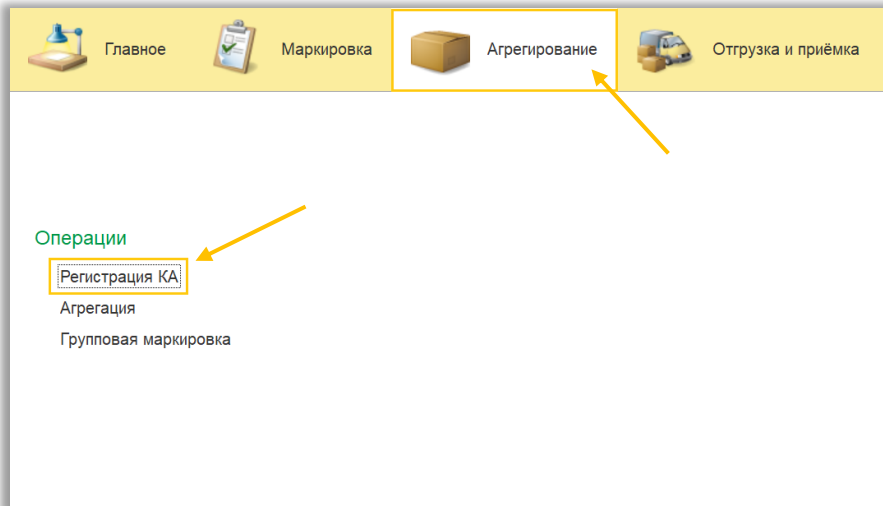 Главное
Маркировка
Агрегирование
Отгрузка и приёмка
Операции
Регистрация КА
Агрегация
Групповая маркировка